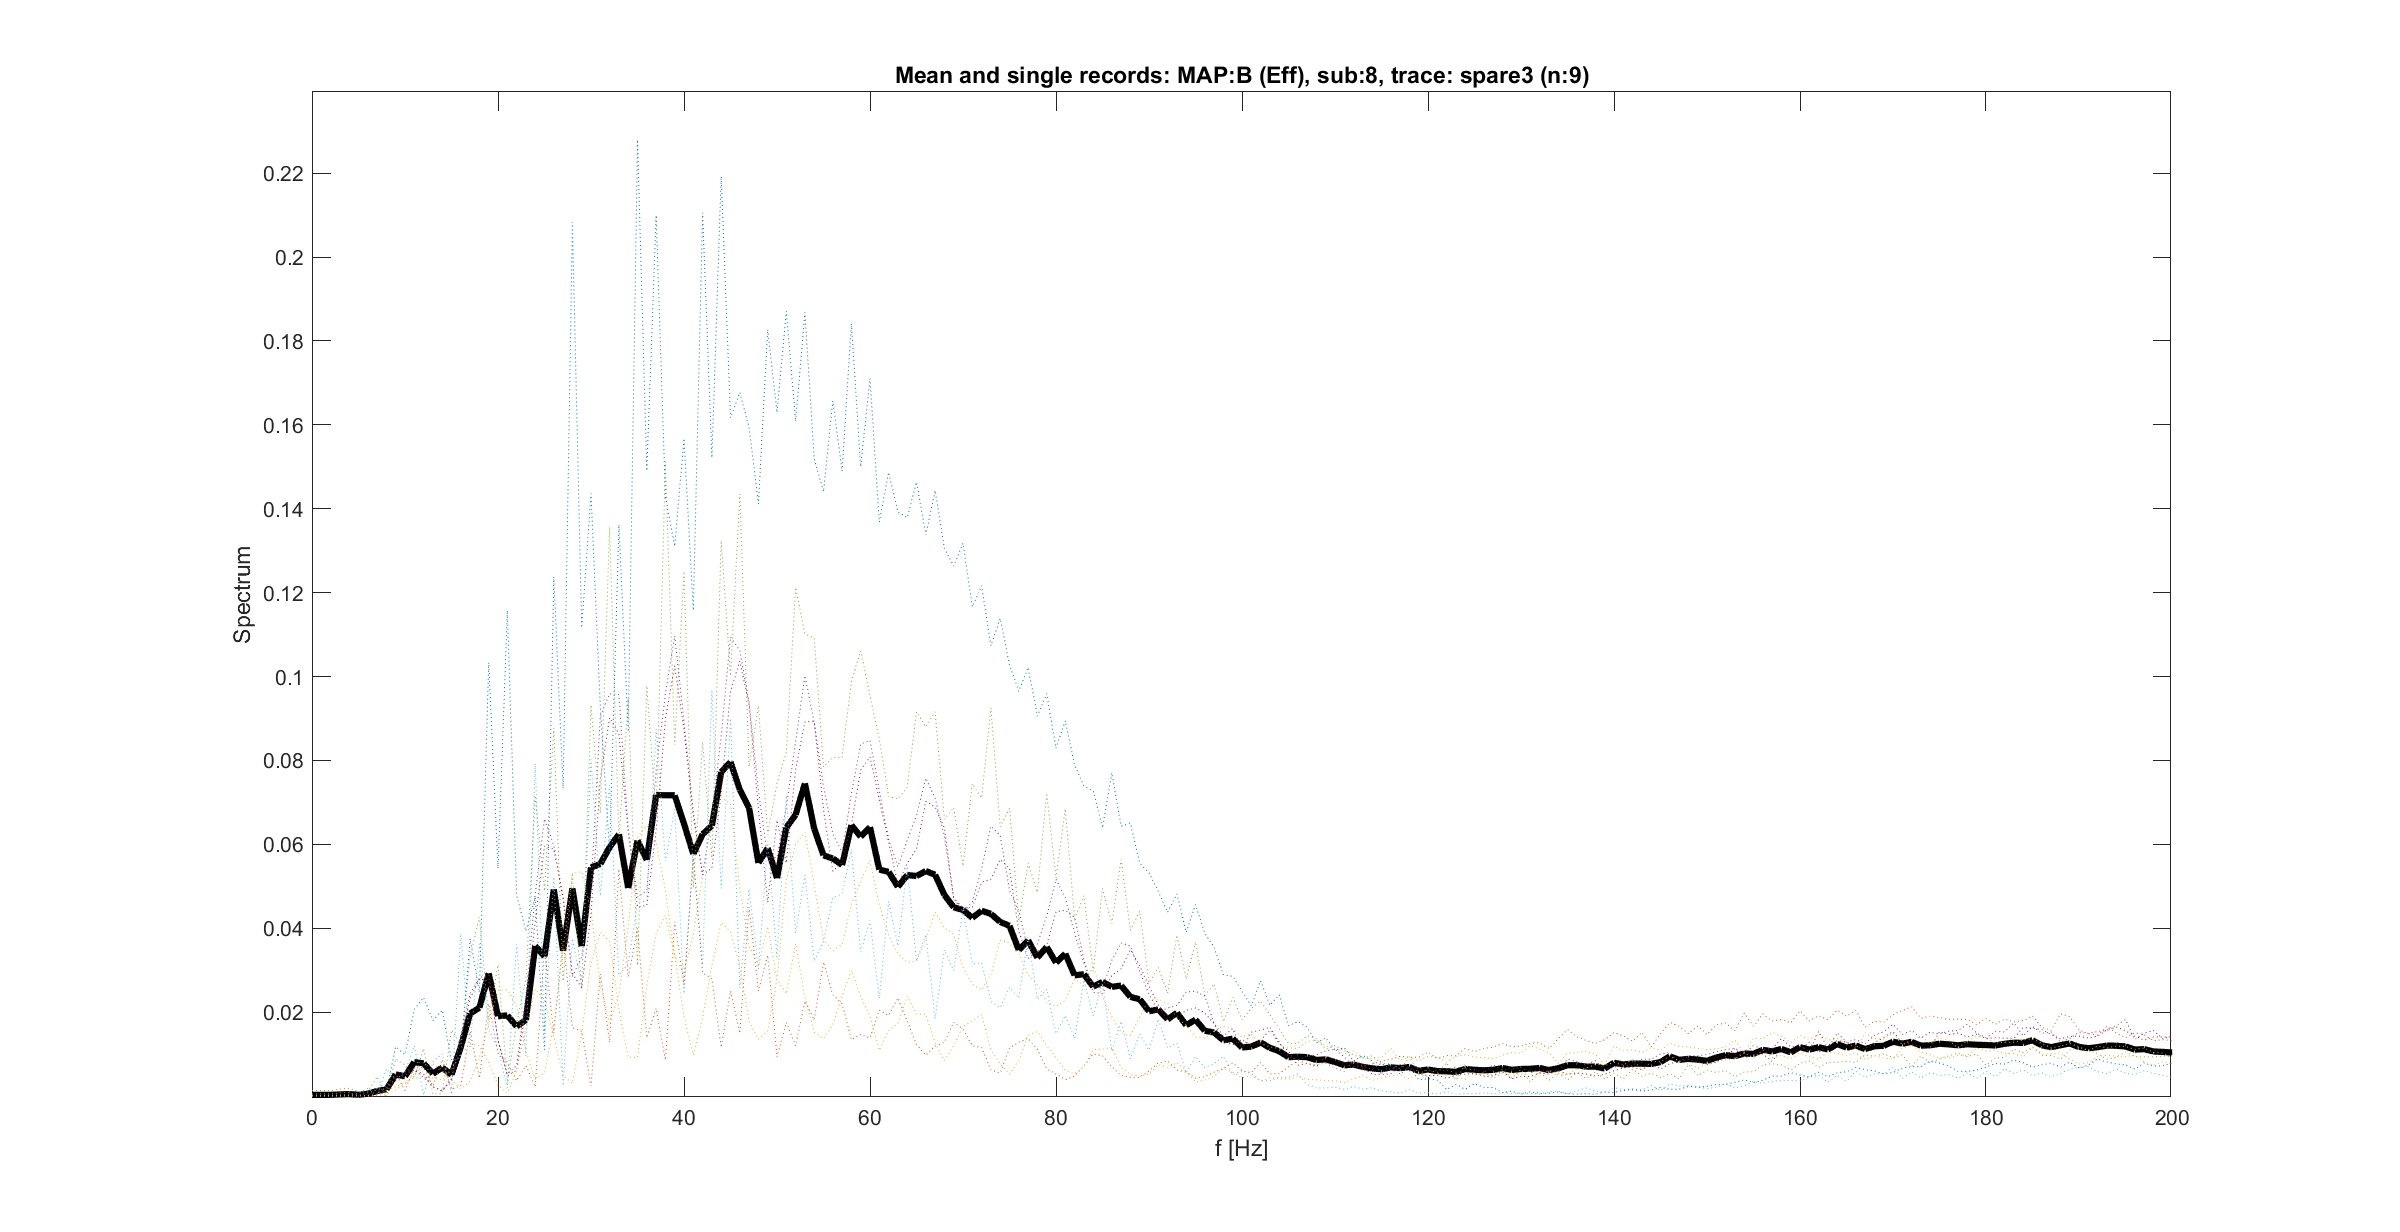 Mean and single records: MAP:B (Eff), sub:8, trace: spare3 (n:9)
0.22
0.2
0.18
0.16
0.14
0.12
0.1
0.08
0.06
0.04
0.02
Spectrum
0 20 40 60 80 100 120 140 160 180 200
f [Hz]